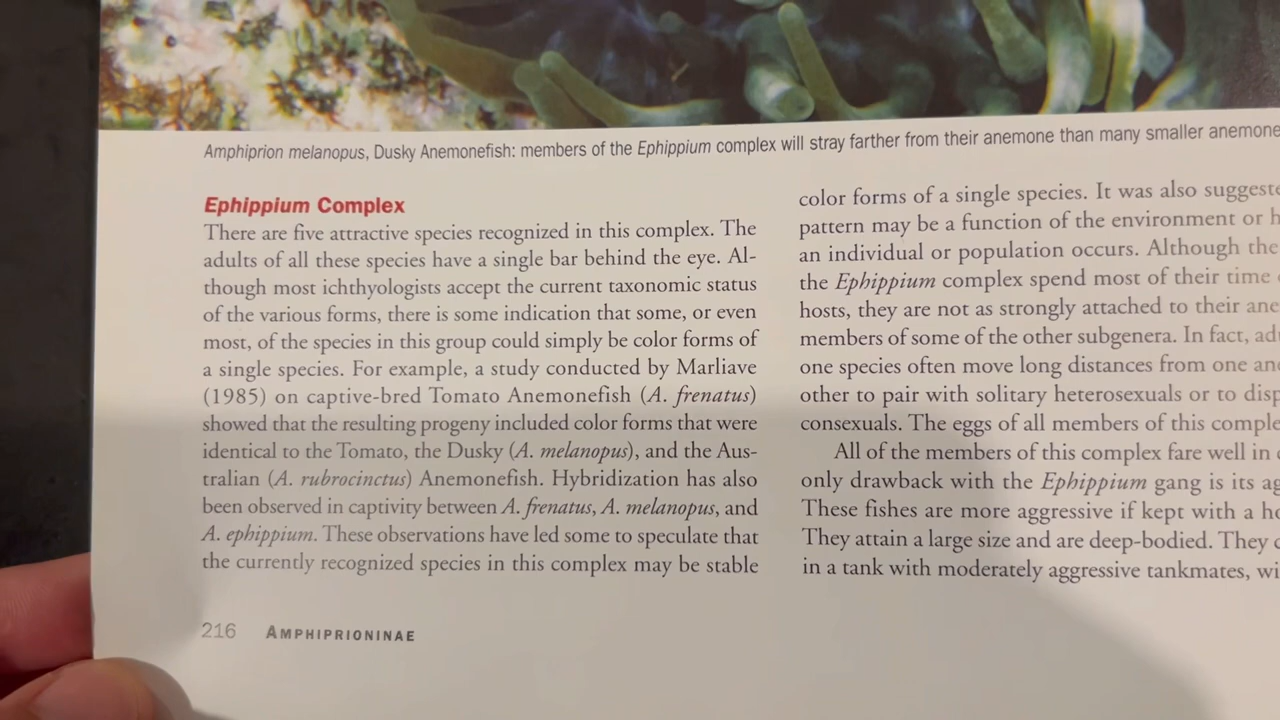 Amphiprion melanopus, Dusky Anemonefish: members of the Ephippium complex will stray farther from their anemone than many smaller anemone
Ephippium Complex
There are five attractive species recognized in this complex. The
adults of all these species have a single bar behind the eye. Al-
though most ichthyologists accept the current taxonomic status
of the various forms, there is some indication that some, or even
most, of the species in this group could simply be color forms of
a single species. For example, a study conducted by Marliave
(1985) on captive-bred Tomato Anemonefish (A. frenatus)
showed that the resulting progeny included color forms that were
identical to the Tomato, the Dusky (A. melanopus), and the Aus-
tralian (A. rubrocinctus) Anemonefish. Hybridization has also
been observed in captivity between A. frenatus, A. melanopus, and
A. ephippium. These observations have led some to speculate that
the currently recognized species in this complex may be stable
color forms of a single species. It was also
pattern may be a function of the environment or
an individual or population occurs. Although the
the Ephippium complex spend most of their time
hosts, they are not as strongly attached to their
members of some of the other subgenera. In fact,
one species often move long distances from one
other to pair with solitary heterosexuals or to
consexuals. The eggs of all members of this
All of the members of this complex fare well in
only drawback with the Ephippium gang is its
These fishes are more aggressive if kept with a
They attain a large size and are deep-bodied. They
in a tank with moderately aggressive tankmates,
216 AMPHIPRIONINAE